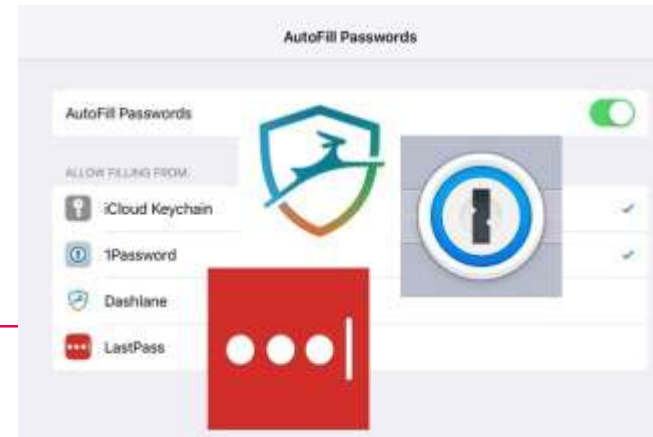 AutoFill Passwords
AutoFill Passwords
ALLOW FILLING FROM:
iCloud Keychain
1Password
Dashlane
LastPass